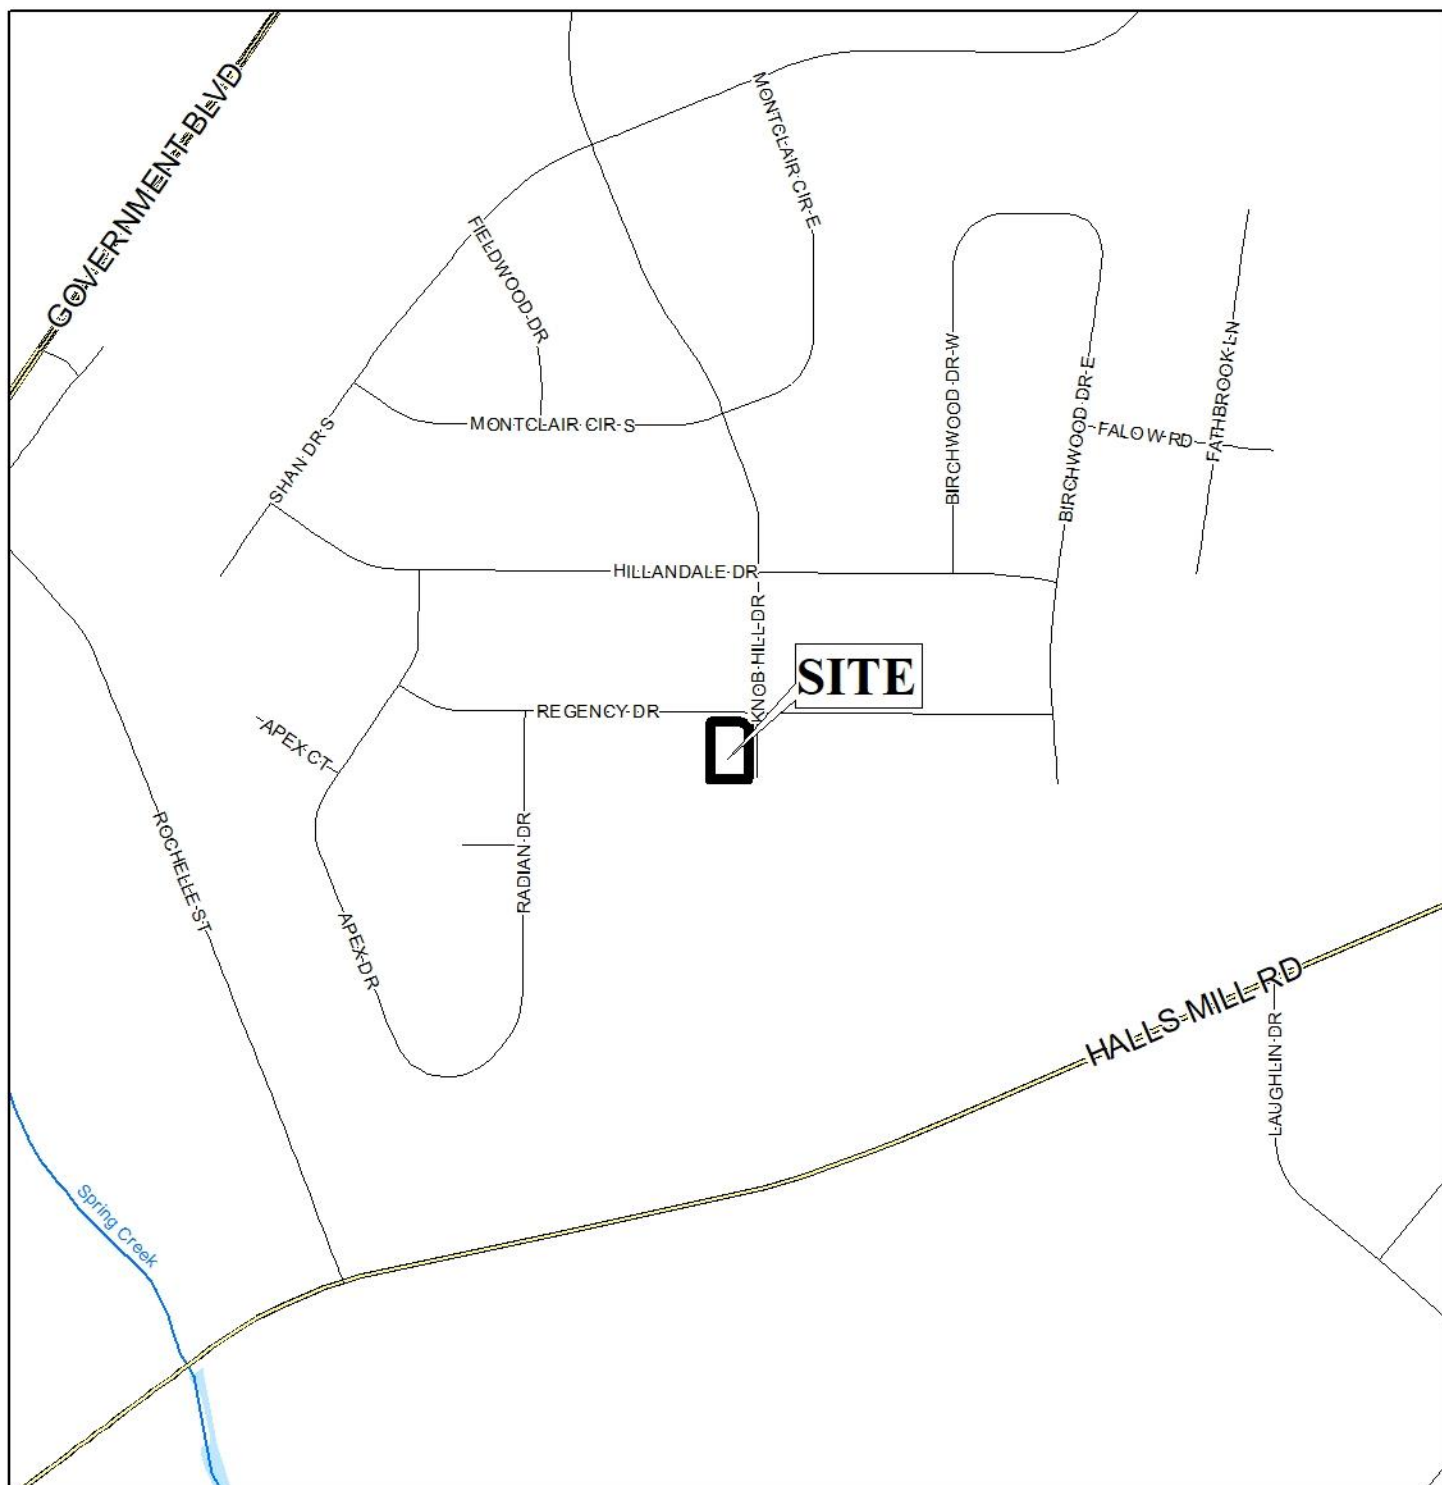 GOVERNMENT BLVD
MONTCLAIR CIR E
FIELDWOOD DR
MONTCLAIR CIR S
SHAN DR S
BIRCHWOOD DR W
BIRCHWOOD DR E
FATHBROOK LN
FALOW RD
HILLANDALE DR
KNOB HILL DR
SITE
REGENCY DR
APEX CT
ROCHELLE ST
RADIAN DR
APEX DR
HALLS MILL RD
LAUGHLIN DR
Spring Creek